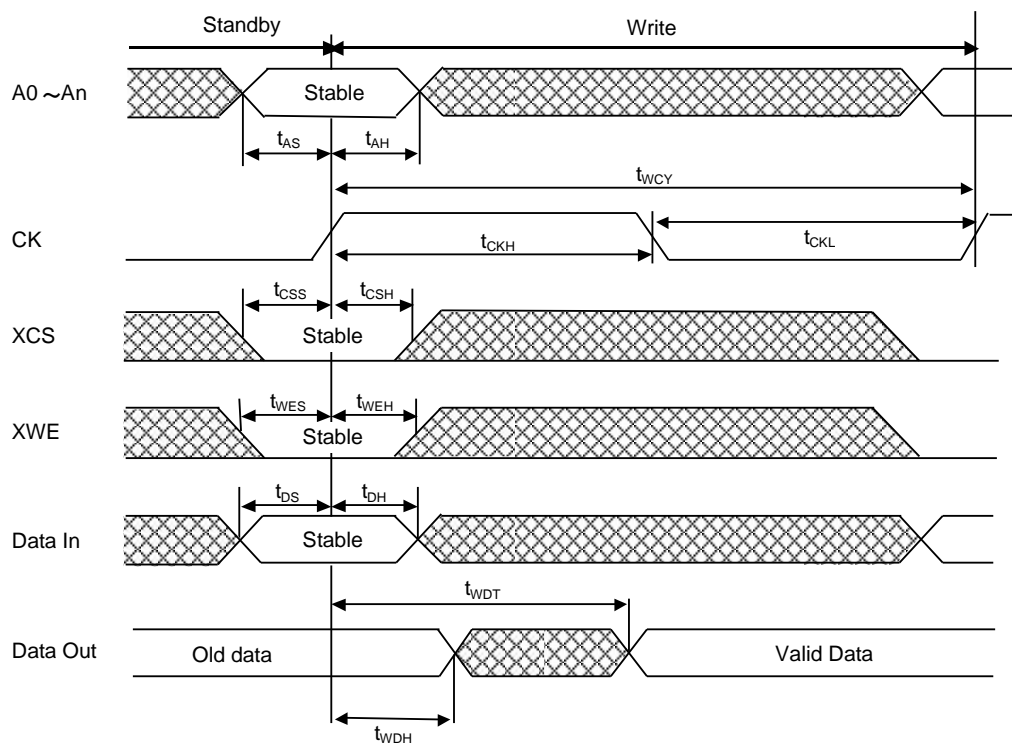 Standby Write
A0 ~An Stable
tAS tAH
tWCY
CK
tCKH tCKL
tCSS tCSH
XCS Stable
tWES tWEH
XWE Stable
tDS tDH
Data In Stable
tWDT
Data Out Old data Valid Data
tWDH